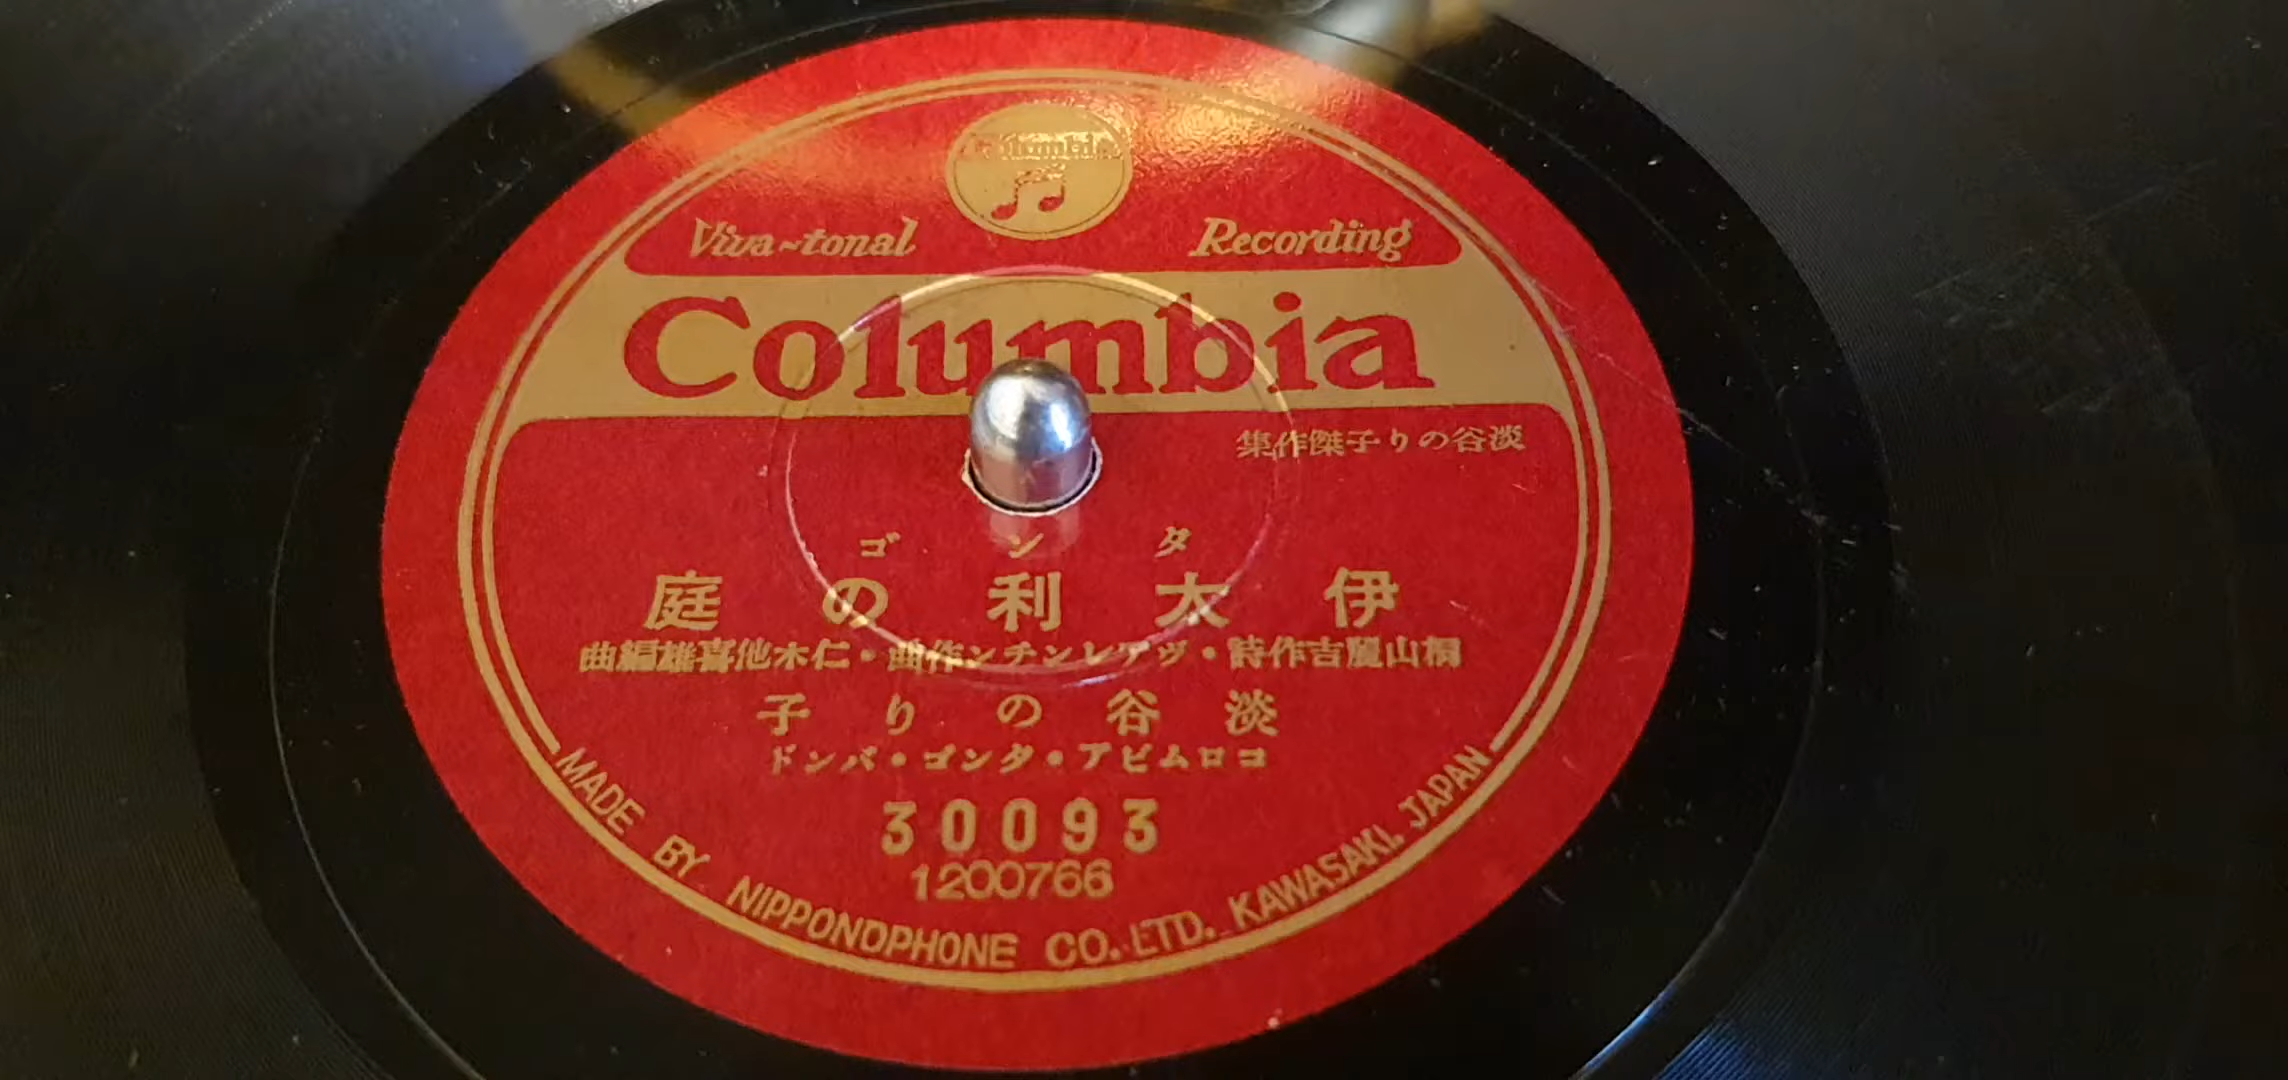 Columbia
Viva-tonal Recording
Columbia
淡谷のり子傑作集
タンゴ
伊太利の庭
桐山麗吉作詩・ヴアレンチン作曲・仁木他喜雄編曲
淡谷のり子
コロムビア・タンゴ・バンド
30093
1200766
MADE BY NIPPONOPHONE CO. LTD. KAWASAKI, JAPAN